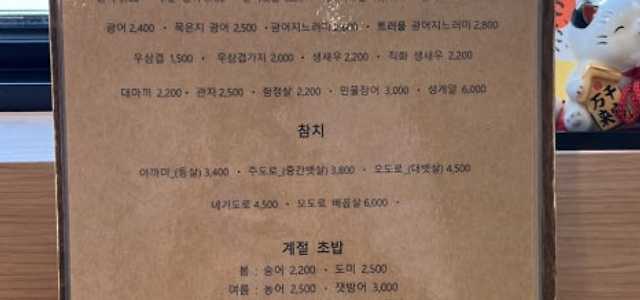 광어 2,400 · 묵은지 광어 2,500 · 광어지느러미 · 트러플 광어지느러미 2,800
우삼겹 1,500 · 우삼겹가지 2,000 · 생새우 2,200 · 직화 생새우 2,200
대마끼 2,200 · 관자 2,500 · 항정살 2,200 · 민물장어 3,000 · 성게알 6,000
참치
아까미_(등살) 3,400 · 주도로_(중간뱃살) 3,800 · 오도로_(대뱃살) 4,500
네기도로 4,500 · 오도로 배꼽살 6,000 ·
계절 초밥
봄 : 숭어 2,200 · 도미 2,500
여름 : 농어 2,500 · 잿방어 3,000
千万